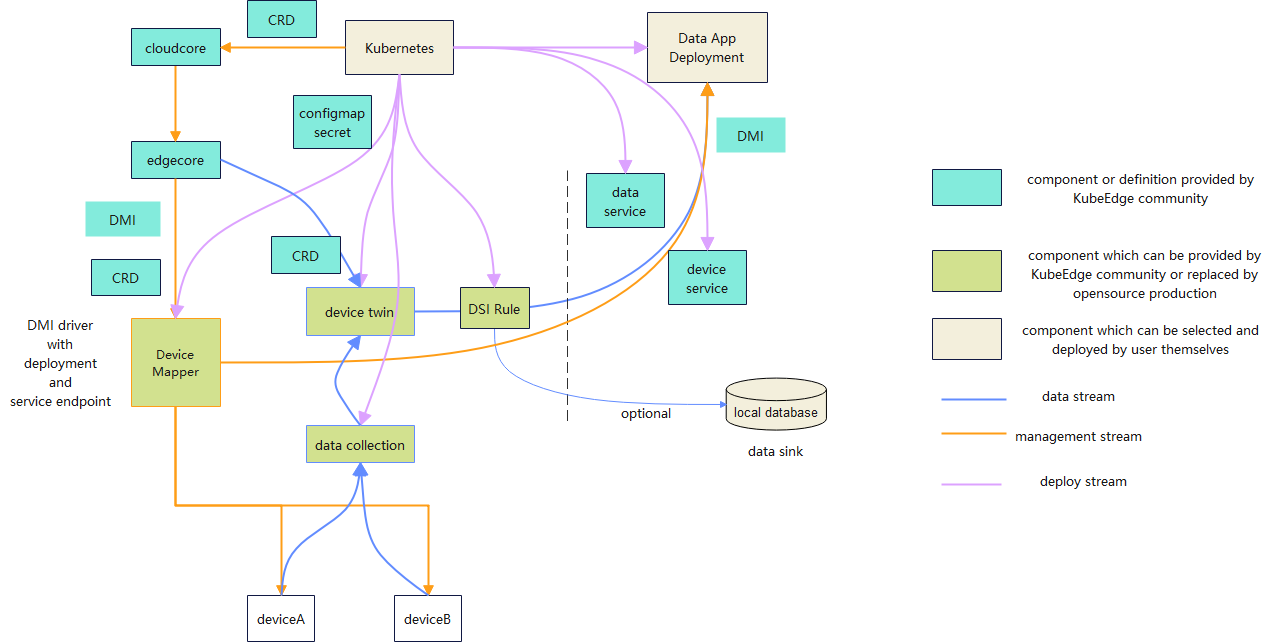 CRD
cloudcore
Kubernetes
Data App
Deployment
configmap
secret
DMI
edgecore
data
service
component or definition provided by
KubeEdge community
DMI
CRD
CRD
device
service
component which can be provided by
KubeEdge community or replaced by
opensource production
device twin
DSI Rule
DMI driver
with
deployment
and
service endpoint
Device
Mapper
component which can be selected and
deployed by user themselves
data stream
optional
local database
data collection
data sink
management stream
deploy stream
deviceA
deviceB